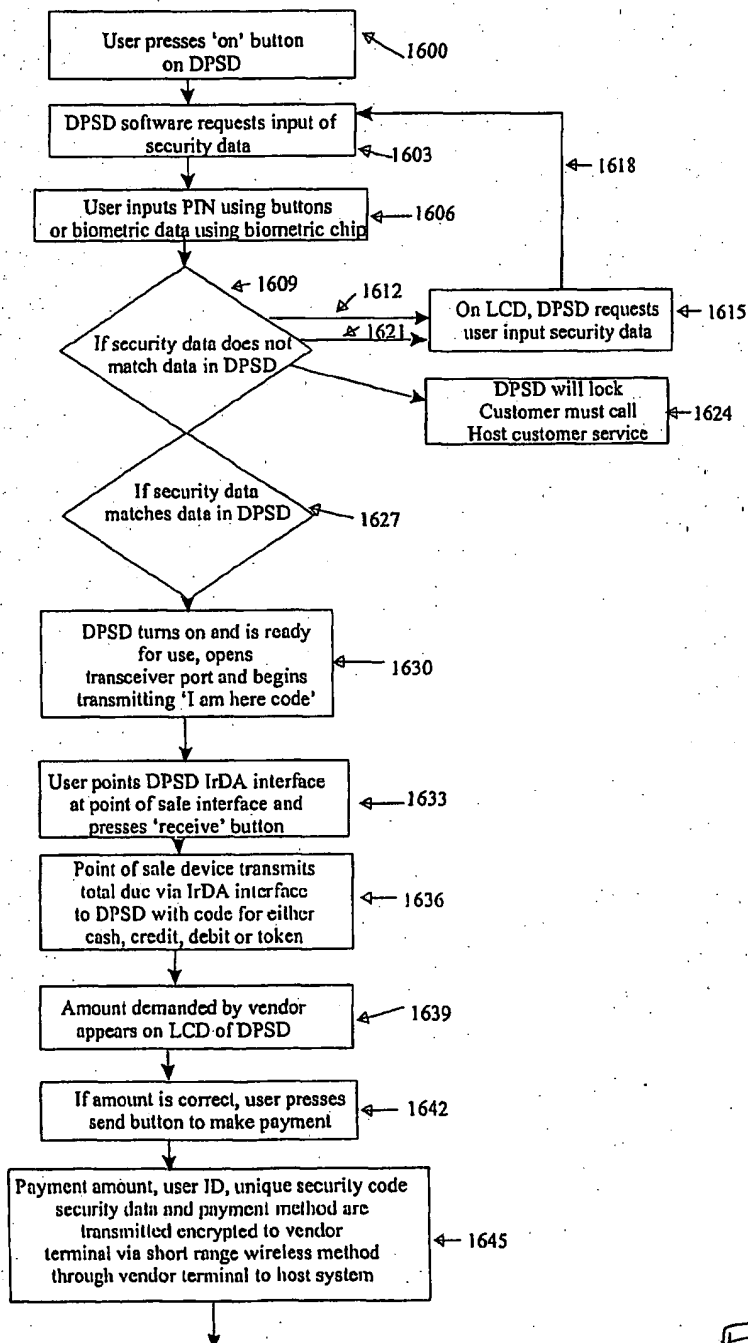 User presses 'on' button
on DPSD
1600
DPSD software requests input of
security data
1603
1618
User inputs PIN using buttons
or biometric data using biometric chip
1606
1609
1612
If security data does not
match data in DPSD
1621
On LCD, DPSD requests
user input security data
1615
DPSD will lock
Customer must call
Host customer service
1624
If security data
matches data in DPSD
1627
DPSD turns on and is ready
for use, opens
transceiver port and begins
transmitting 'I am here code'
1630
User points DPSD IrDA interface
at point of sale interface and
presses 'receive' button
1633
Point of sale device transmits
total due via IrDA interface
to DPSD with code for either
cash, credit, debit or token
1636
Amount demanded by vendor
appears on LCD of DPSD
1639
If amount is correct, user presses
send button to make payment
1642
Payment amount, user ID, unique security code
security data and payment method are
transmitted encrypted to vendor
terminal via short range wireless method
through vendor terminal to host system
1645